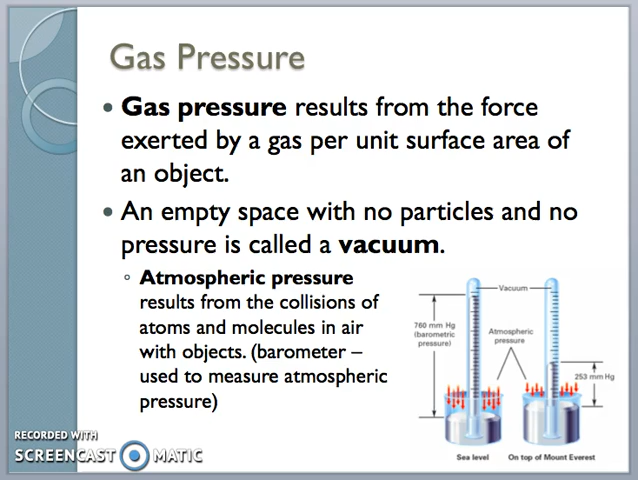 Gas Pressure
• Gas pressure results from the force
exerted by a gas per unit surface area of
an object.
• An empty space with no particles and no
pressure is called a vacuum.
◦ Atmospheric pressure
results from the collisions of
atoms and molecules in air
with objects. (barometer –
used to measure atmospheric
pressure)
Vacuum
760 mm Hg
(barometric
pressure)
Atmospheric
pressure
253 mm Hg
Sea level
On top of Mount Everest
RECORDED WITH
SCREENCAST MATIC